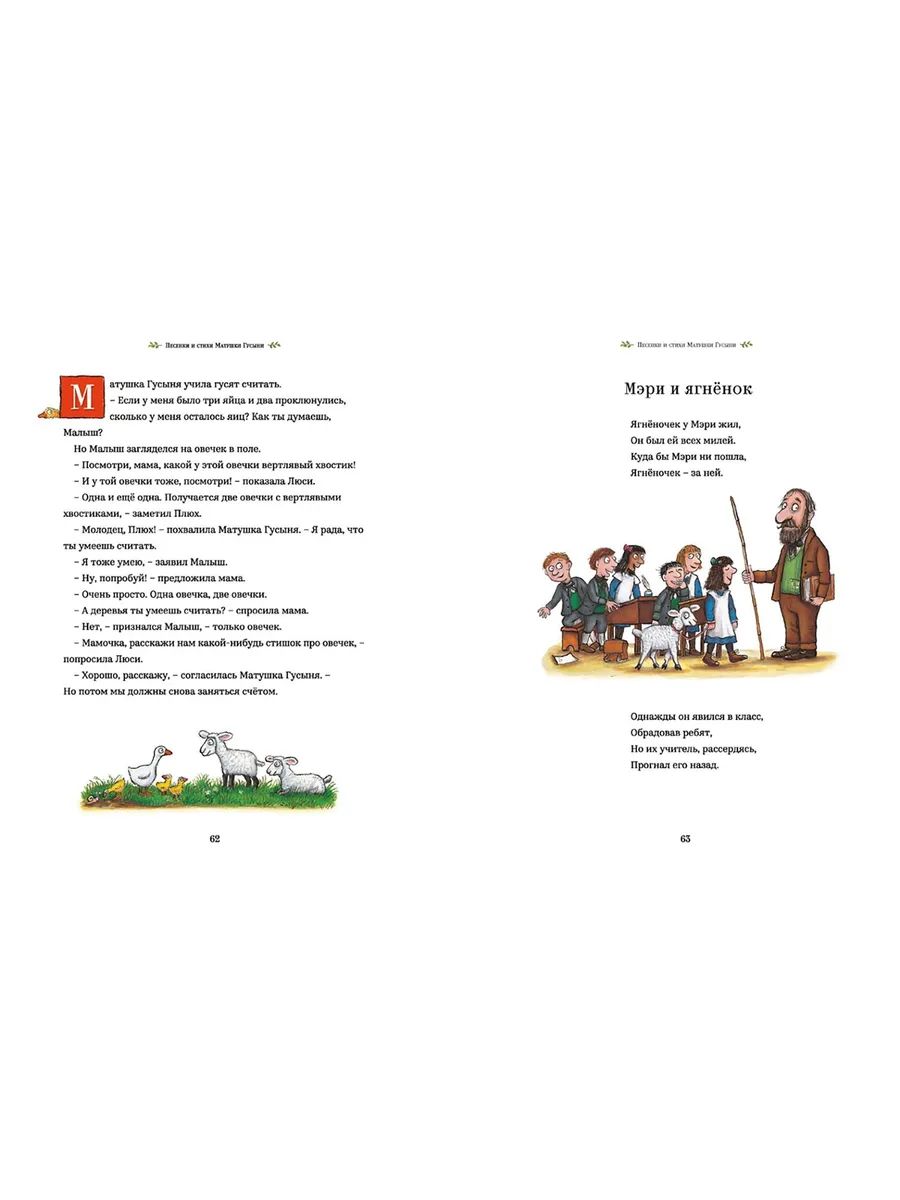 Песенки и стихи Матушки Гусыни
Матушка Гусыня учила гусят считать.
– Если у меня было три яйца и два проклюнулись,
сколько у меня осталось яиц? Как ты думаешь,
Малыш?
Но Малыш загляделся на овечек в поле.
– Посмотри, мама, какой у этой овечки вертлявый хвостик!
– И у той овечки тоже, посмотри! – показала Люси.
– Одна и ещё одна. Получается две овечки с вертлявыми
хвостиками, – заметил Плюх.
– Молодец, Плюх! – похвалила Матушка Гусыня. – Я рада, что
ты умеешь считать.
– Я тоже умею, – заявил Малыш.
– Ну, попробуй! – предложила мама.
– Очень просто. Одна овечка, две овечки.
– А деревья ты умеешь считать? – спросила мама.
– Нет, – признался Малыш, – только овечек.
– Мамочка, расскажи нам какой-нибудь стишок про овечек, –
попросила Люси.
– Хорошо, расскажу, – согласилась Матушка Гусыня. –
Но потом мы должны снова заняться счётом.
62
Песенки и стихи Матушки Гусыни
Мэри и ягнёнок
Ягнёночек у Мэри жил,
Он был ей всех милей.
Куда бы Мэри ни пошла,
Ягнёночек – за ней.
Однажды он явился в класс,
Обрадовав ребят,
Но их учитель, рассердясь,
Прогнал его назад.
63